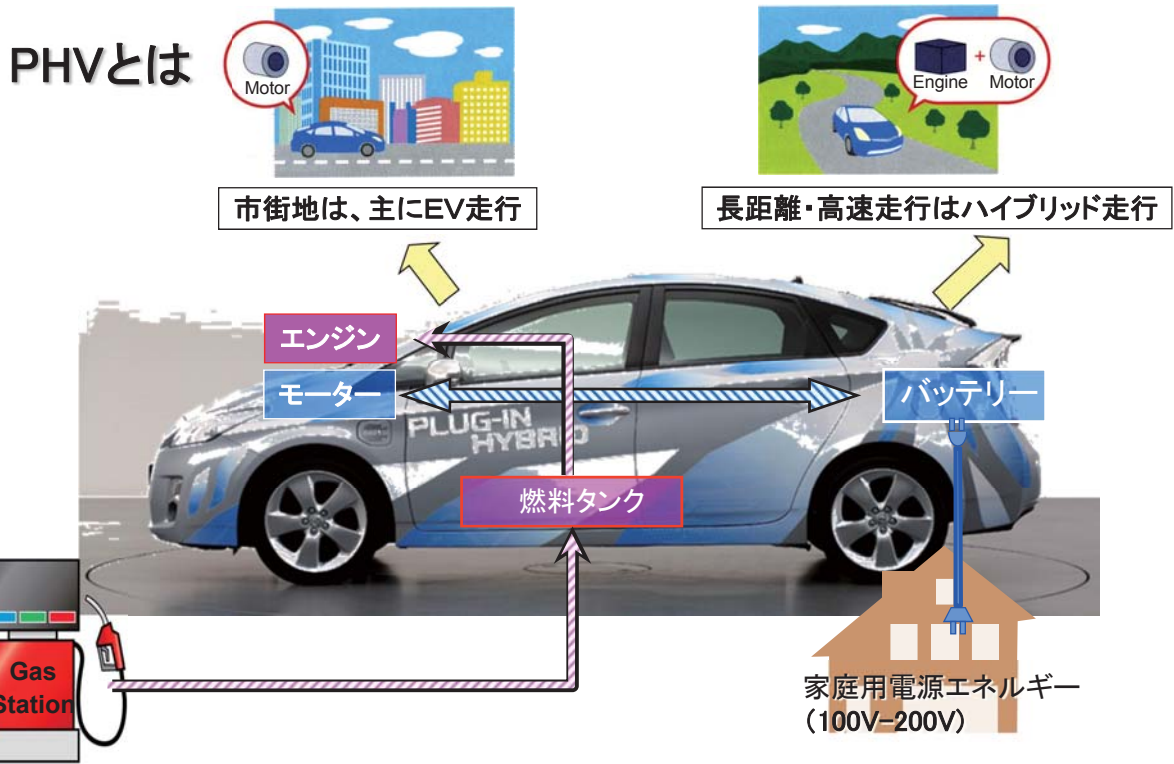 PHVとは
Motor
Engine + Motor
市街地は、主にEV走行
長距離・高速走行はハイブリッド走行
エンジン
モーター
バッテリー
PLUG-IN
HYBRID
燃料タンク
Gas
Station
家庭用電源エネルギー
（100V-200V）